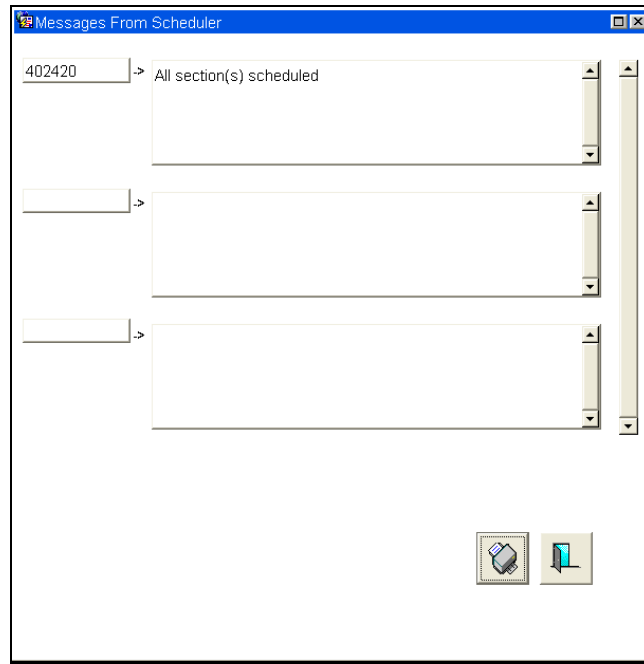 Messages From Scheduler
402420 -> All section(s) scheduled
->
->